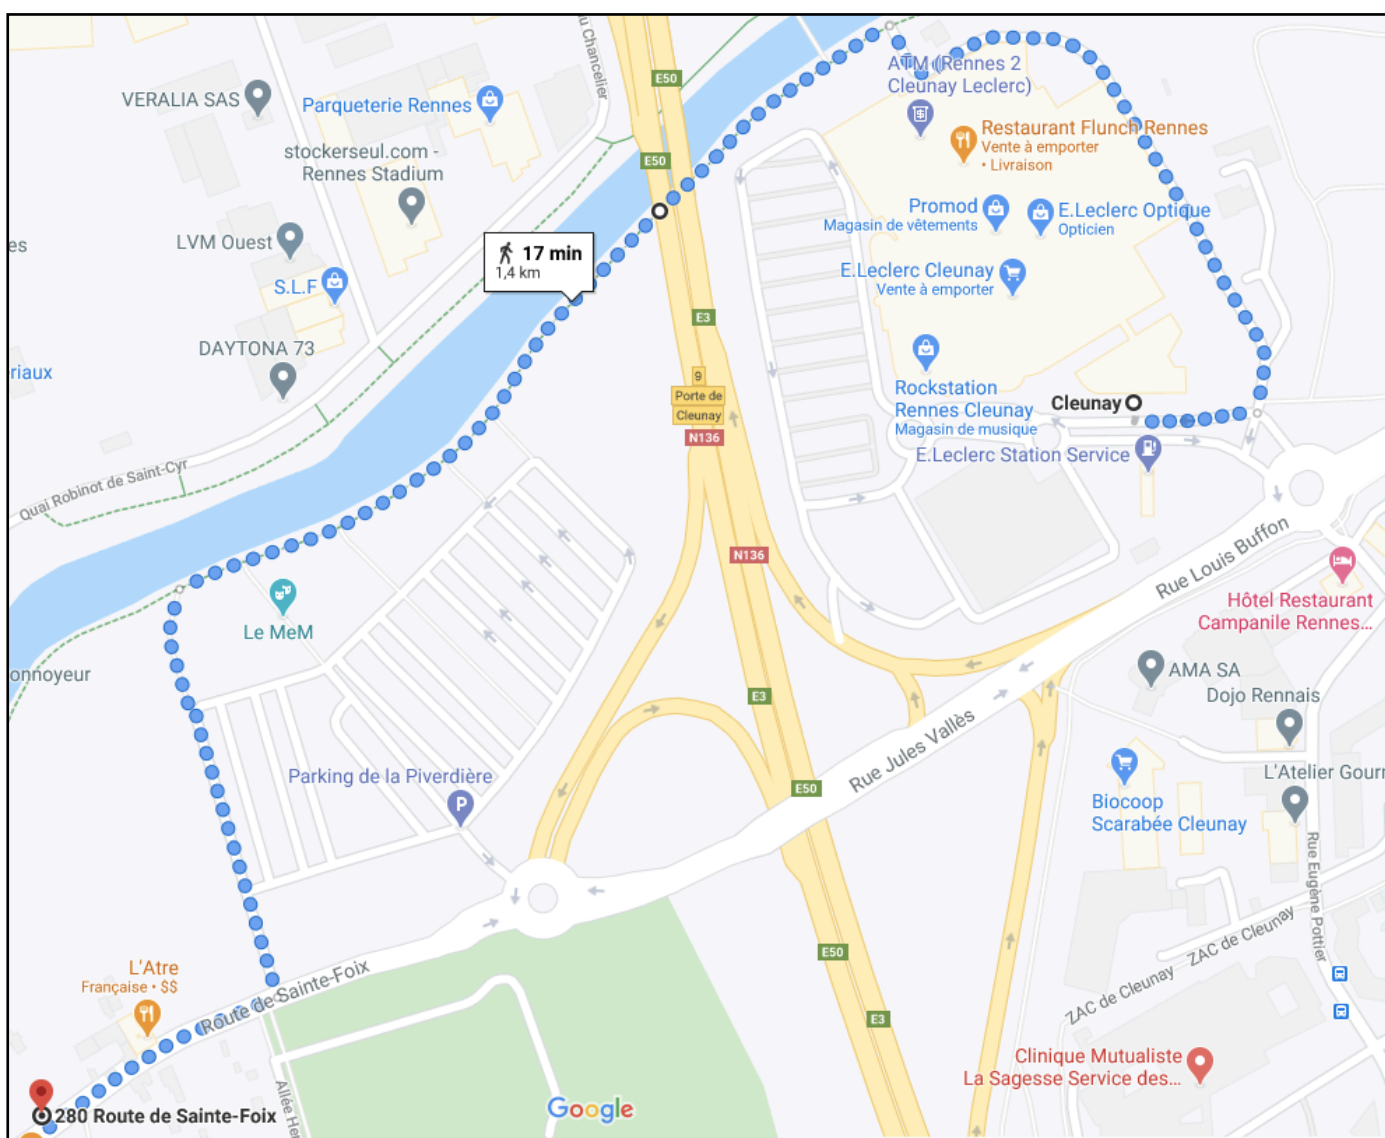 u Chancelier
E50
VERALIA SAS
Parqueterie Rennes
ATM (Rennes 2
Cleunay Leclerc)
Restaurant Flunch Rennes
Vente à emporter
• Livraison
stockerseul.com -
Rennes Stadium
E50
Promod
Magasin de vêtements
E.Leclerc Optique
Opticien
es
LVM Ouest
17 min
1,4 km
S.L.F
E.Leclerc Cleunay
Vente à emporter
E3
DAYTONA 73
riaux
9
Porte de
Cleunay
N136
Rockstation
Rennes Cleunay
Magasin de musique
Cleunay
E.Leclerc Station Service
Quai Robinot de Saint-Cyr
N136
Rue Louis Buffon
Hôtel Restaurant
Campanile Rennes...
Le MeM
onnoyeur
AMA SA
Dojo Rennais
E3
Rue Jules Vallès
Parking de la Piverdière
P
E50
L'Atelier Gourr
Biocoop
Scarabée Cleunay
Rue Eugène Pottier
ZAC de Cleunay
E50
L'Atre
Française • $$
Route de Sainte-Foix
ZAC de Cleunay
E3
Clinique Mutualiste
La Sagesse Service des...
Allée Her
Google
280 Route de Sainte-Foix